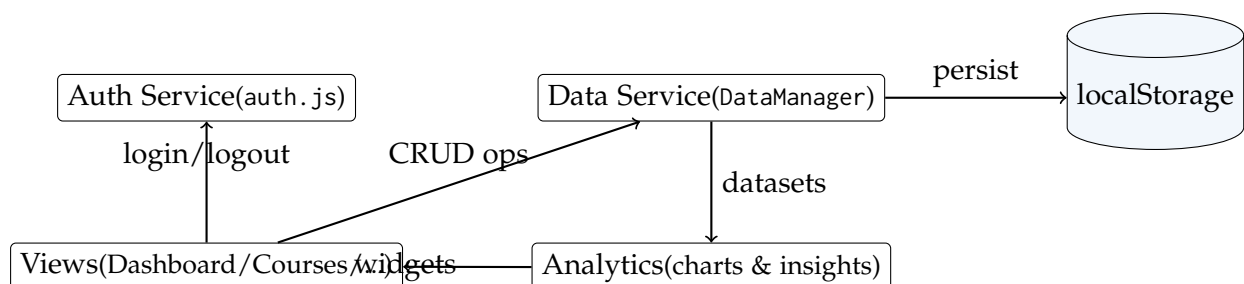 persist
Auth Service(auth.js)
Data Service(DataManager)
localStorage
login/logout
CRUD ops
datasets
Views(Dashboard/Courses/...)
widgets
Analytics(charts & insights)